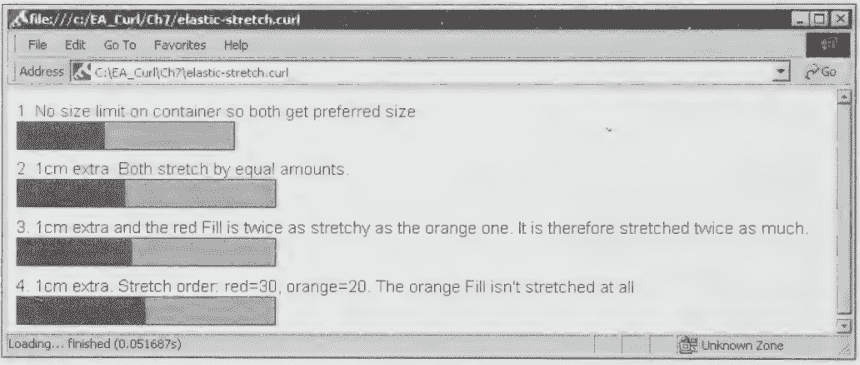 file:///c:/EA_Curl/Ch7/elastic-stretch.curl
File Edit Go To Favorites Help
Address C:\EA_Curl\Ch7\elastic-stretch.curl Go
1 No size limit on container so both get preferred size
2 1cm extra Both stretch by equal amounts.
3. 1cm extra and the red Fill is twice as stretchy as the orange one. It is therefore stretched twice as much.
4. 1cm extra. Stretch order: red=30, orange=20. The orange Fill isn't stretched at all
Loading... finished (0.051687s) Unknown Zone